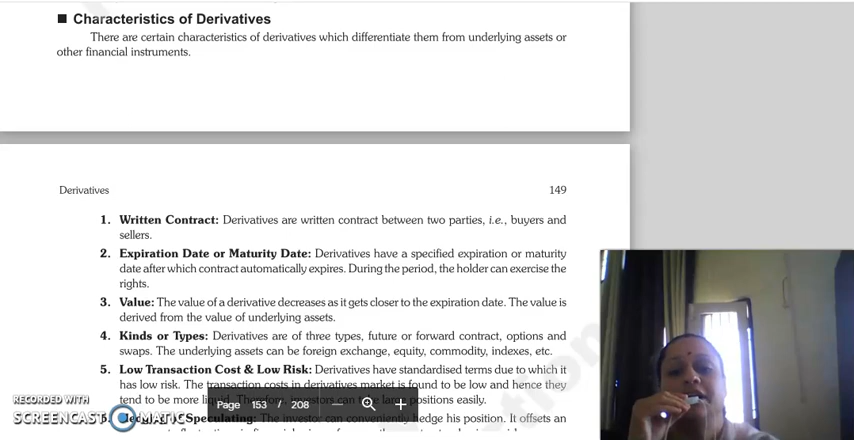 ■ Characteristics of Derivatives
There are certain characteristics of derivatives which differentiate them from underlying assets or
other financial instruments.
Derivatives 149
1. Written Contract: Derivatives are written contract between two parties, i.e., buyers and
sellers.
2. Expiration Date or Maturity Date: Derivatives have a specified expiration or maturity
date after which contract automatically expires. During the period, the holder can exercise the
rights.
3. Value: The value of a derivative decreases as it gets closer to the expiration date. The value is
derived from the value of underlying assets.
4. Kinds or Types: Derivatives are of three types, future or forward contract, options and
swaps. The underlying assets can be foreign exchange, equity, commodity, indexes, etc.
5. Low Transaction Cost & Low Risk: Derivatives have standardised terms due to which it
has low risk. The transaction costs in derivatives market is found to be low and hence they
tend to be more liquid. Therefore, investors can take large positions easily.
Speculating: The investor can conveniently hedge his position. It offsets an
Page 153 / 208 − +
RECORDED WITH
SCREENCAST MATIC